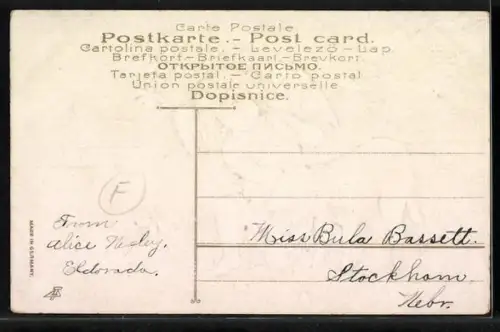 Carte Postale.
Postkarte. - Post card.
Cartolina postale. - Levelező - Lap.
Brefkort - Briefkaart - Brevkort.
ОТКРЫТОЕ ПИСЬМО.
Tarjeta postal. - Carto postal
Union postale universelle
Dopisnice.
F
From
Alice Nesley,
Eldorada.
Miss Bula Bassett.
Stockham
Nebr.
MADE IN GERMANY.